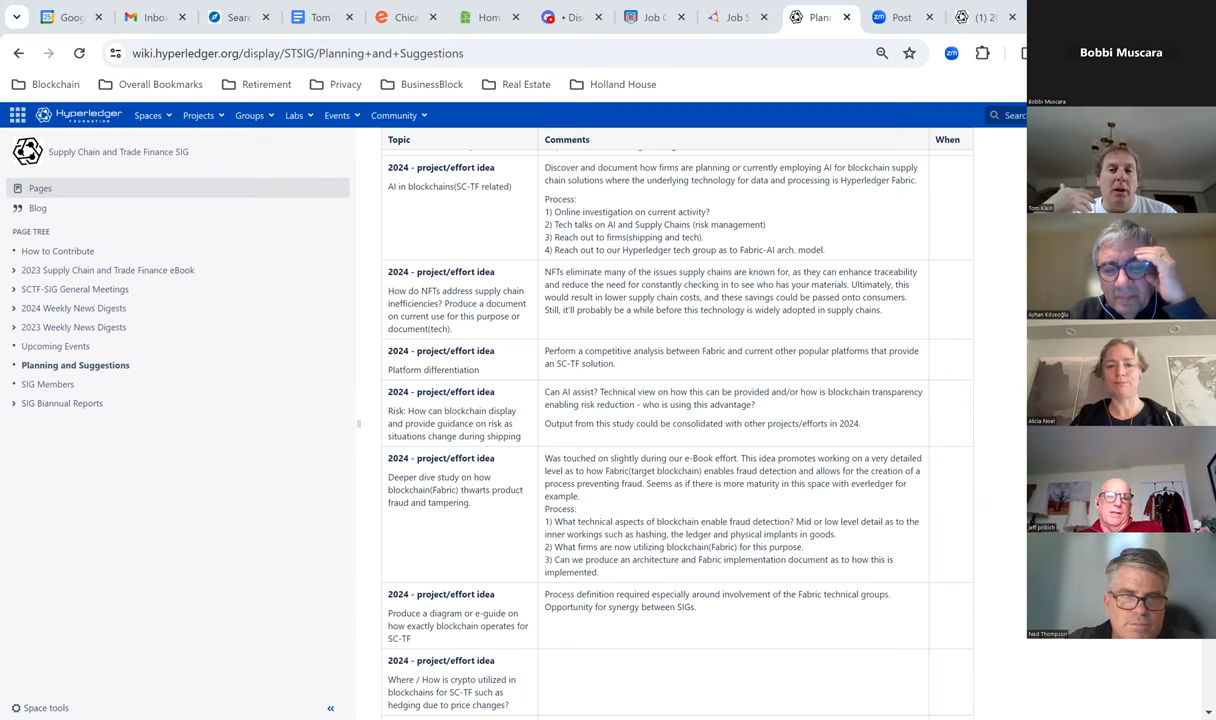 Goog
Inbox
Searc
Tom
Chica
Hom
Disc
Job C
Job S
Plann
Post
(1) 20
wiki.hyperledger.org/display/STSIG/Planning+and+Suggestions
Blockchain
Overall Bookmarks
Retirement
Privacy
BusinessBlock
Real Estate
Holland House
HYPERLEDGER
FOUNDATION
Spaces
Projects
Groups
Labs
Events
Community
Searc
Supply Chain and Trade Finance SIG
Pages
Blog
PAGE TREE
How to Contribute
2023 Supply Chain and Trade Finance eBook
SCTF-SIG General Meetings
2024 Weekly News Digests
2023 Weekly News Digests
Upcoming Events
Planning and Suggestions
SIG Members
SIG Biannual Reports
Space tools
Topic
Comments
When
2024 - project/effort idea
AI in blockchains(SC-TF related)
Discover and document how firms are planning or currently employing AI for blockchain supply
chain solutions where the underlying technology for data and processing is Hyperledger Fabric.
Process:
1) Online investigation on current activity?
2) Tech talks on AI and Supply Chains (risk management)
3) Reach out to firms(shipping and tech).
4) Reach out to our Hyperledger tech group as to Fabric-AI arch. model.
2024 - project/effort idea
How do NFTs address supply chain
inefficiencies? Produce a document
on current use for this purpose or
document(tech).
NFTs eliminate many of the issues supply chains are known for, as they can enhance traceability
and reduce the need for constantly checking in to see who has your materials. Ultimately, this
would result in lower supply chain costs, and these savings could be passed onto consumers.
Still, it'll probably be a while before this technology is widely adopted in supply chains.
2024 - project/effort idea
Platform differentiation
Perform a competitive analysis between Fabric and current other popular platforms that provide
an SC-TF solution.
2024 - project/effort idea
Risk: How can blockchain display
and provide guidance on risk as
situations change during shipping
Can AI assist? Technical view on how this can be provided and/or how is blockchain transparency
enabling risk reduction - who is using this advantage?
Output from this study could be consolidated with other projects/efforts in 2024.
2024 - project/effort idea
Deeper dive study on how
blockchain(Fabric) thwarts product
fraud and tampering.
Was touched on slightly during our e-Book effort. This idea promotes working on a very detailed
level as to how Fabric(target blockchain) enables fraud detection and allows for the creation of a
process preventing fraud. Seems as if there is more maturity in this space with everledger for
example.
Process:
1) What technical aspects of blockchain enable fraud detection? Mid or low level detail as to the
inner workings such as hashing, the ledger and physical implants in goods.
2) What firms are now utilizing blockchain(Fabric) for this purpose.
3) Can we produce an architecture and Fabric implementation document as to how this is
implemented.
2024 - project/effort idea
Produce a diagram or e-guide on
how exactly blockchain operates for
SC-TF
Process definition required especially around involvement of the Fabric technical groups.
Opportunity for synergy between SIGs.
2024 - project/effort idea
Where / How is crypto utilized in
blockchains for SC-TF such as
hedging due to price changes?
Bobbi Muscara
Bobbi Muscara
Tom Klein
Ayhan Köseoğlu
Alicia Noel
jeff pribich
Ned Thompson